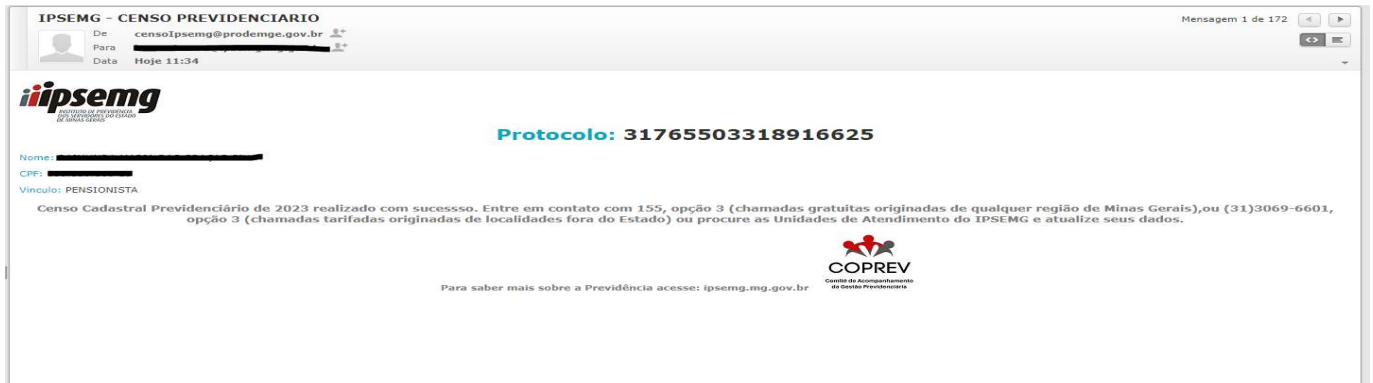 IPSEMG - CENSO PREVIDENCIARIO
Mensagem 1 de 172
De censoIpsemg@prodemge.gov.br
Para
Data Hoje 11:34
ipsemg
INSTITUTO DE PREVIDÊNCIA
DOS SERVIDORES DO ESTADO
DE MINAS GERAIS
Protocolo: 31765503318916625
Nome:
CPF:
Vinculo: PENSIONISTA
Censo Cadastral Previdenciário de 2023 realizado com sucessso. Entre em contato com 155, opção 3 (chamadas gratuitas originadas de qualquer região de Minas Gerais),ou (31)3069-6601,
opção 3 (chamadas tarifadas originadas de localidades fora do Estado) ou procure as Unidades de Atendimento do IPSEMG e atualize seus dados.
COPREV
Comitê de Acompanhamento
da Gestão Previdenciária
Para saber mais sobre a Previdência acesse: ipsemg.mg.gov.br